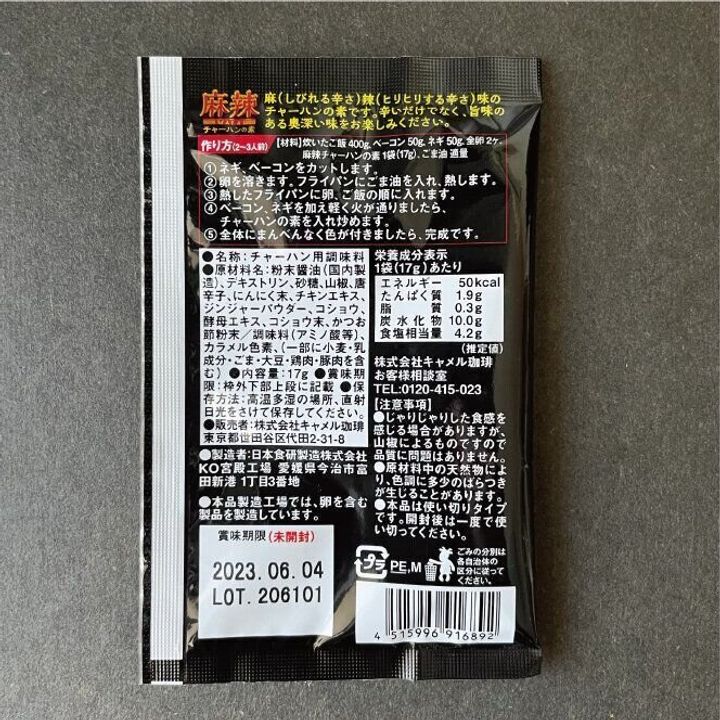 麻辣
チャーハンの素
麻(しびれる辛さ)辣(ヒリヒリする辛さ)味の
チャーハンの素です。辛いだけでなく、旨味の
ある奥深い味をお楽しみください。
作り方(2〜3人前)
【材料】炊いたご飯 400g、ベーコン 50g、ネギ 50g、全卵 2ヶ、
麻辣チャーハンの素 1袋(17g)、ごま油 適量
①ネギ、ベーコンをカットします。
②卵を溶きます。フライパンにごま油を入れ、熱します。
③熱したフライパンに卵、ご飯の順に入れます。
④ベーコン、ネギを加え軽く火が通りましたら、
チャーハンの素を入れ炒めます。
⑤全体にまんべんなく色が付きましたら、完成です。
●名称:チャーハン用調味料
●原材料名:粉末醤油(国内製
造)、デキストリン、砂糖、山椒、唐
辛子、にんにく末、チキンエキス、
ジンジャーパウダー、コショウ、
酵母エキス、コショウ末、かつお
節粉末/調味料(アミノ酸等)、
カラメル色素、(一部に小麦・乳
成分・ごま・大豆・鶏肉・豚肉を含
む) ●内容量:17g ●賞味期
限:枠外下部上段に記載 ●保
存方法:高温多湿の場所、直射
日光をさけて保存してください。
●販売者:株式会社キャメル珈琲
東京都世田谷区代田2-31-8
●製造者:日本食研製造株式会社
KO宮殿工場 愛媛県今治市富
田新港 1丁目3番地
●本品製造工場では、卵を含む
製品を製造しています。
賞味期限(未開封)
2023.06.04
LOT. 206101
栄養成分表示
1袋(17g)あたり
エネルギー 50kcal
たんぱく質 1.9g
脂質 0.3g
炭水化物 10.0g
食塩相当量 4.2g
(推定値)
株式会社キャメル珈琲
お客様相談室
TEL:0120-415-023
【注意事項】
●じゃりじゃりした食感を
感じる場合がありますが、
山椒によるものですので
品質に問題はありません。
●原材料中の天然物によ
り、色調に多少のばらつき
が生じることがあります。
●本品は使い切りタイプ
です。開封後は一度で使
い切ってください。
プラ PE,M
ごみの分別は
各自治体の
区分に従って
ください。
4 515996 916892